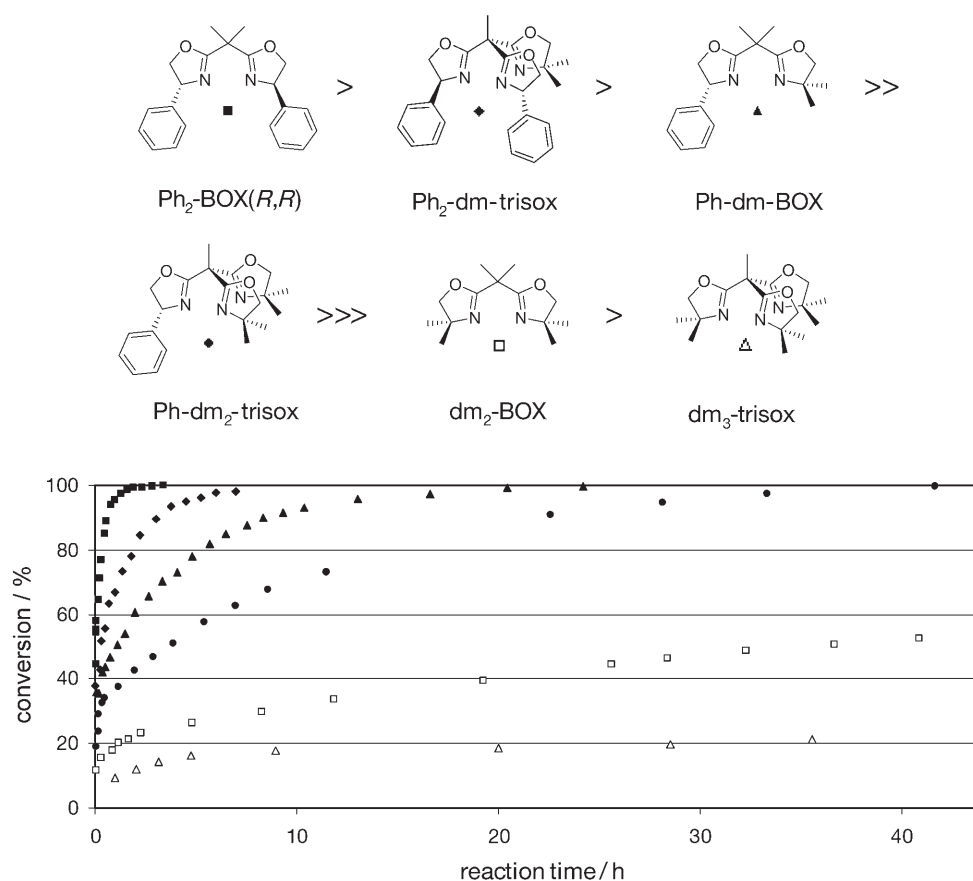 O O N N > O O O N N > O O N N >>
Ph₂-BOX(R,R) Ph₂-dm-trisox Ph-dm-BOX
O O O N N >>> O O N N > O O O N N N
Ph-dm₂-trisox dm₂-BOX dm₃-trisox
100
80
60
40
20
0
conversion / %
0 10 20 30 40
reaction time / h